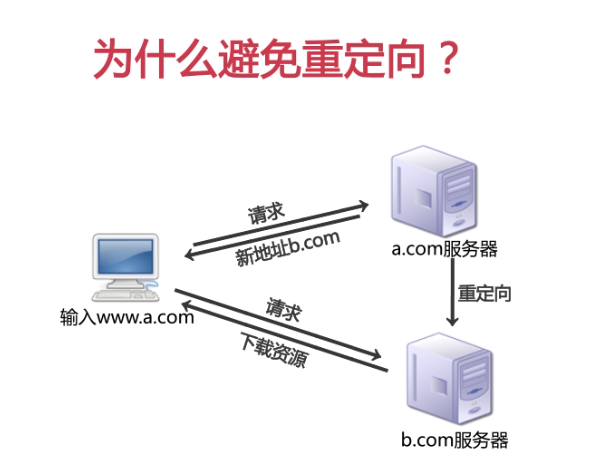 为什么避免重定向？
请求
新地址b.com
a.com服务器
重定向
输入www.a.com
请求
下载资源
b.com服务器